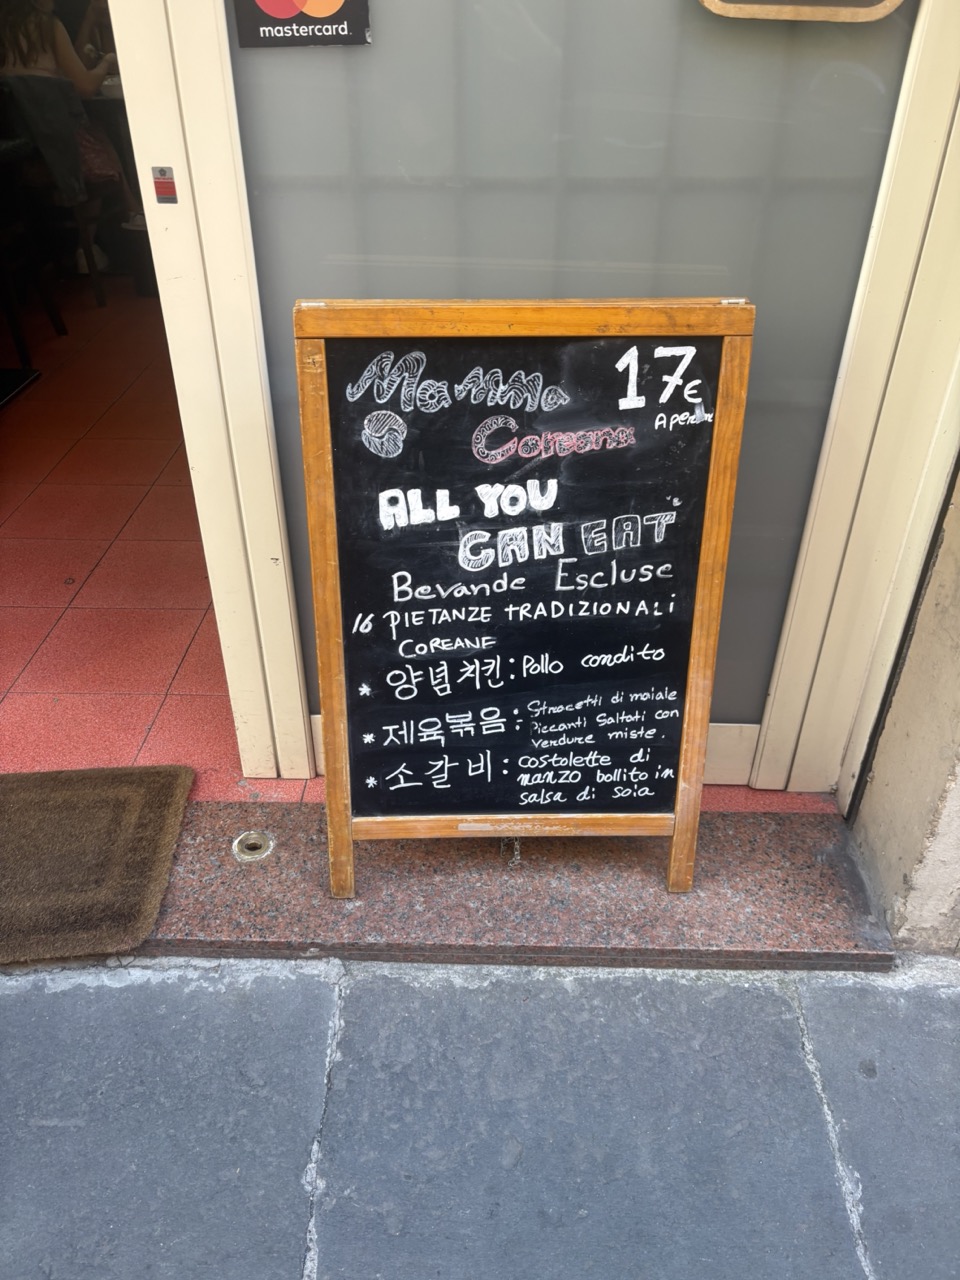 mastercard.
Mamma
17€
Coreana
ALL YOU
CAN EAT
Bevande Escluse
16 PIETANZE TRADIZIONALI
COREANE
* 양념치킨: Pollo condito
* 제육볶음: Stracetti di maiale
Piccanti Saltati con
verdure miste.
* 소갈비: costolette di
manzo bollito in
salsa di soia